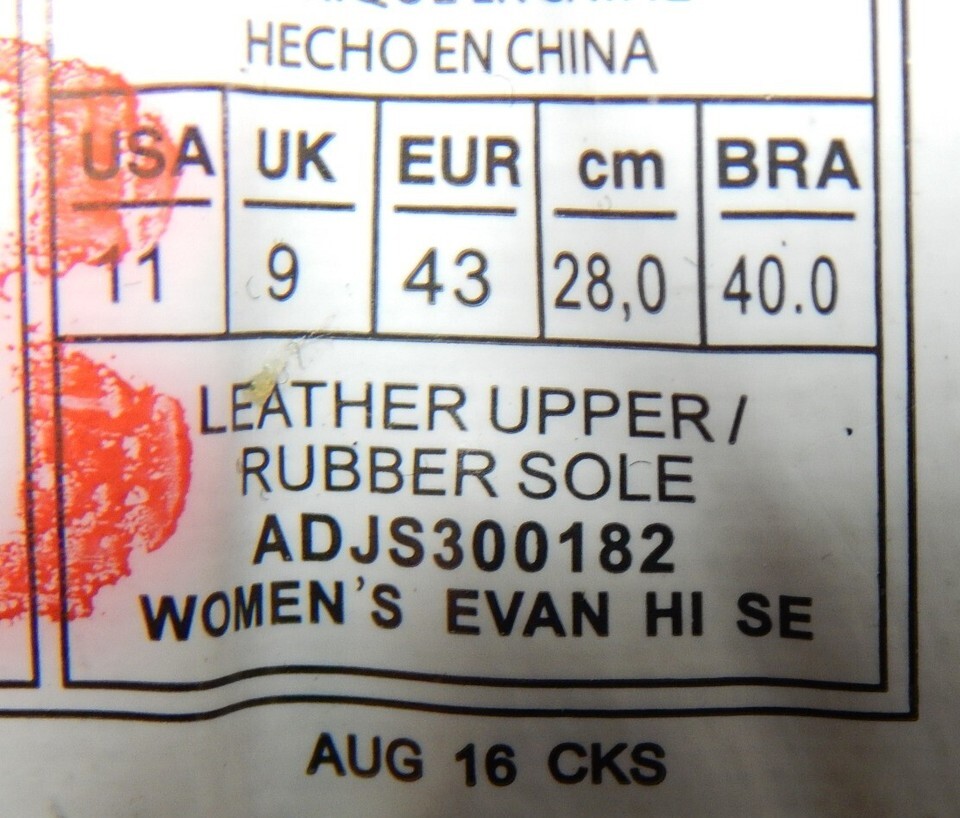 HECHO EN CHINA
USA UK EUR cm BRA
11 9 43 28,0 40.0
LEATHER UPPER /
RUBBER SOLE
ADJS300182
WOMEN'S EVAN HI SE
AUG 16 CKS